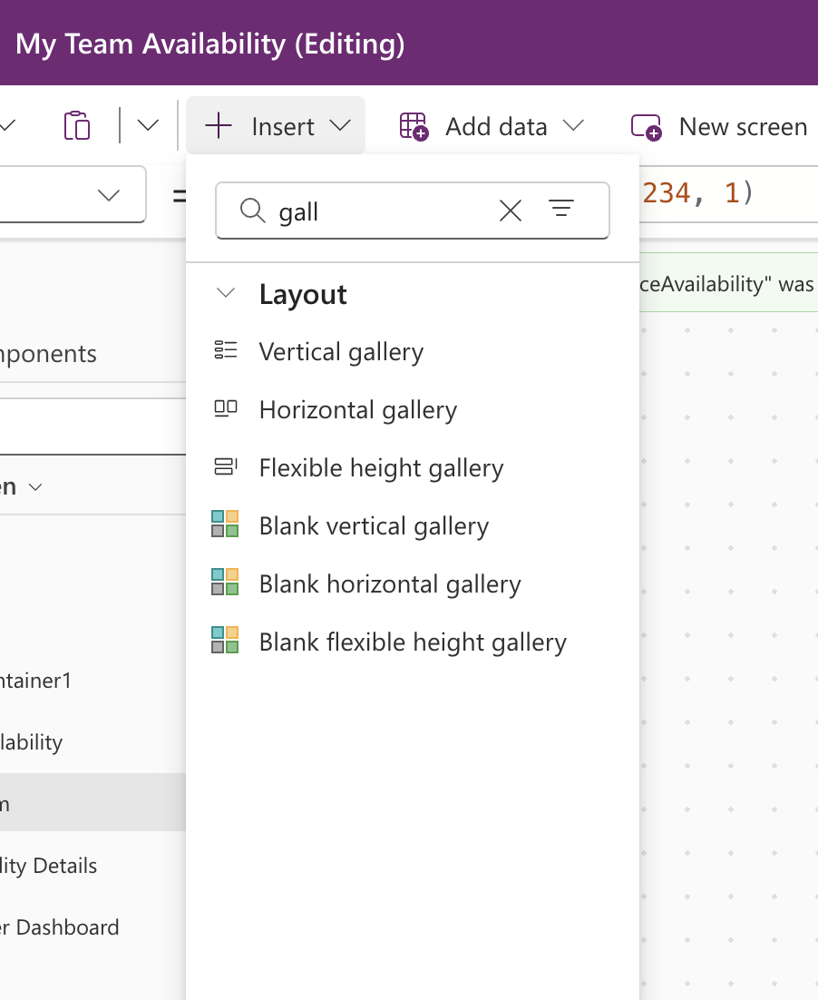 My Team Availability (Editing)
Insert
Add data
New screen
=
234, 1)
gall
ceAvailability" was
Layout
Vertical gallery
mponents
Horizontal gallery
Flexible height gallery
en
Blank vertical gallery
Blank horizontal gallery
Blank flexible height gallery
ntainer1
lability
m
lity Details
er Dashboard